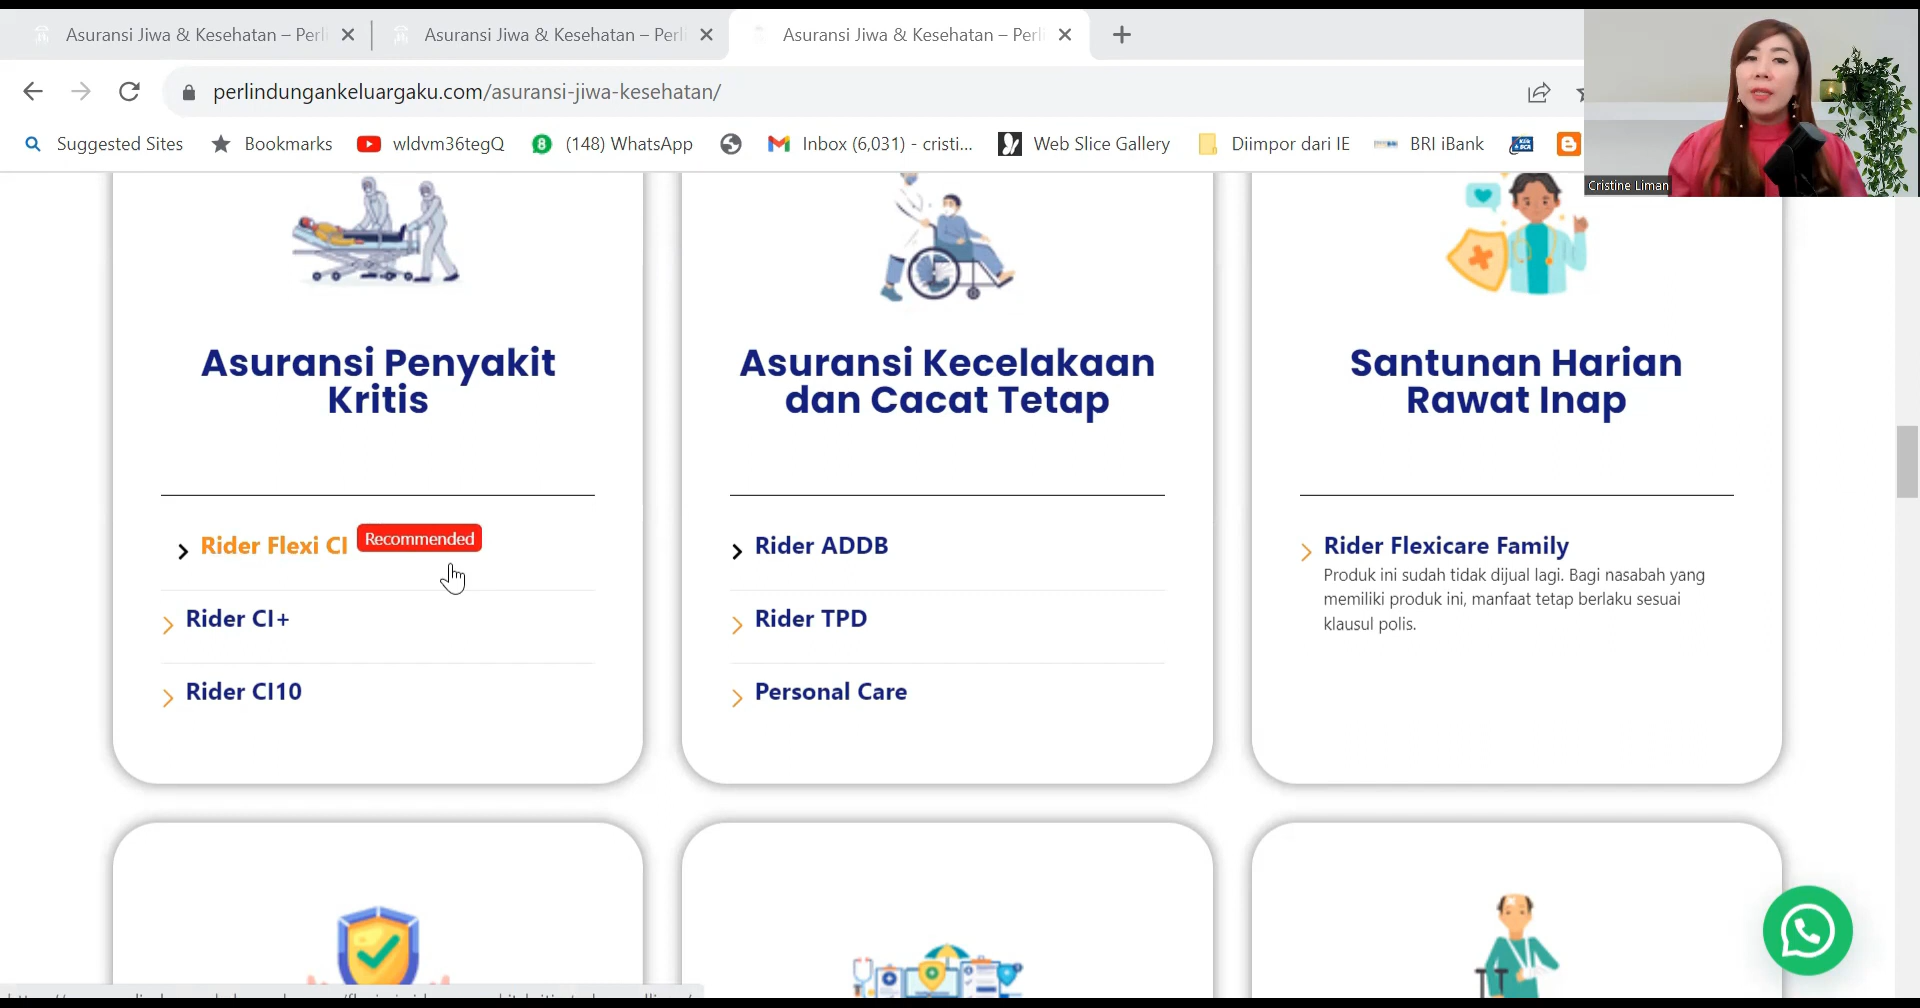 Asuransi Jiwa & Kesehatan – Perli
Asuransi Jiwa & Kesehatan – Perli
Asuransi Jiwa & Kesehatan – Perli
perlindungankeluargaku.com/asuransi-jiwa-kesehatan/
Suggested Sites
Bookmarks
wldvm36tegQ
8
(148) WhatsApp
Inbox (6,031) - cristi...
Web Slice Gallery
Diimpor dari IE
BRI iBank
Cristine Liman
Asuransi Penyakit
Kritis
Rider Flexi CI
Recommended
Rider CI+
Rider CI10
Asuransi Kecelakaan
dan Cacat Tetap
Rider ADDB
Rider TPD
Personal Care
Santunan Harian
Rawat Inap
Rider Flexicare Family
Produk ini sudah tidak dijual lagi. Bagi nasabah yang
memiliki produk ini, manfaat tetap berlaku sesuai
klausul polis.